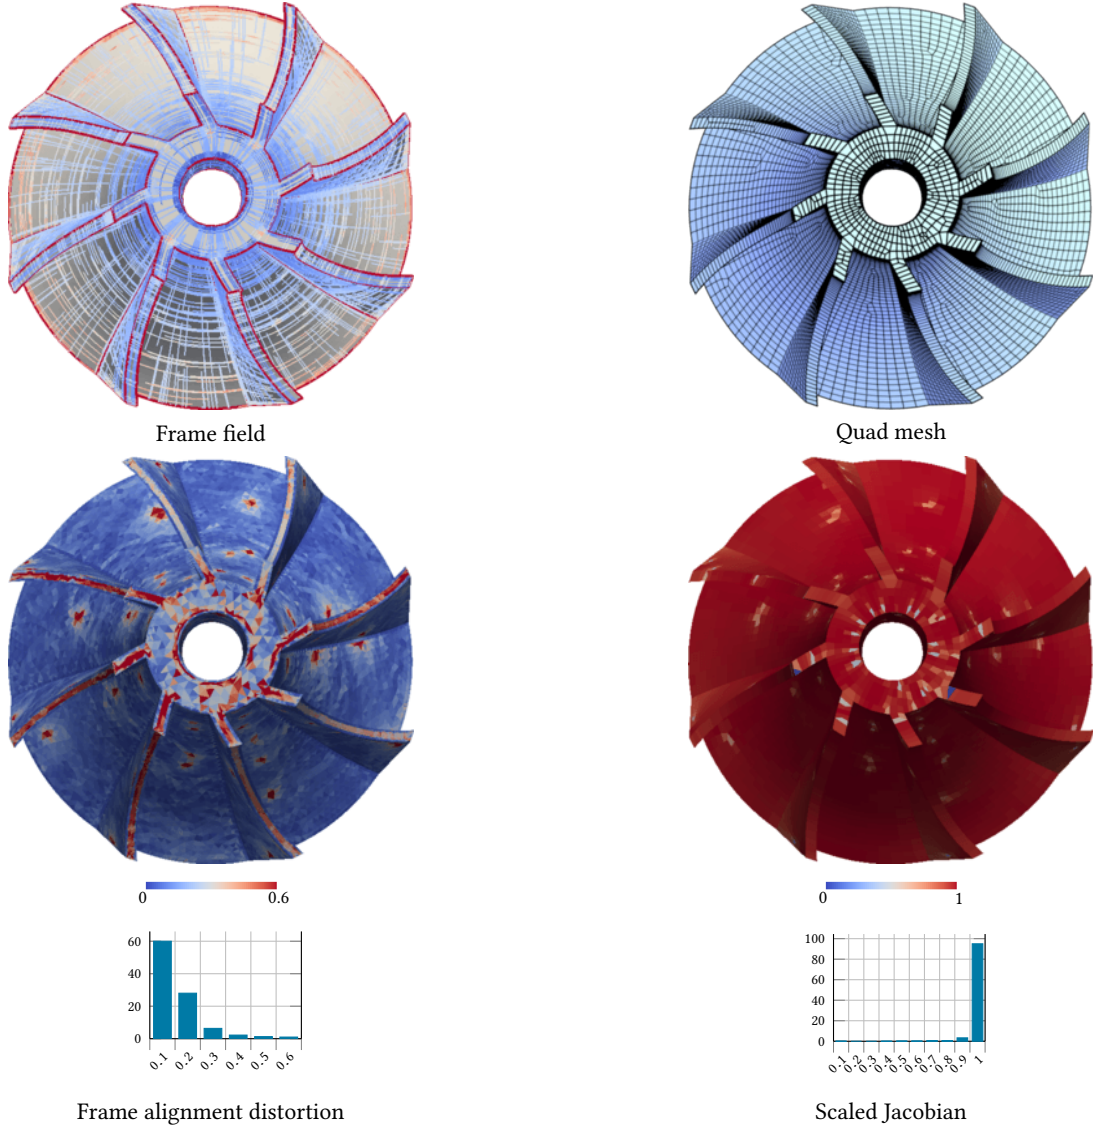 Frame field
Quad mesh
0 0.6
0 1
60
40
20
0
0.1 0.2 0.3 0.4 0.5 0.6
100
80
60
40
20
0
0.1 0.2 0.3 0.4 0.5 0.6 0.7 0.8 0.9 1
Frame alignment distortion
Scaled Jacobian